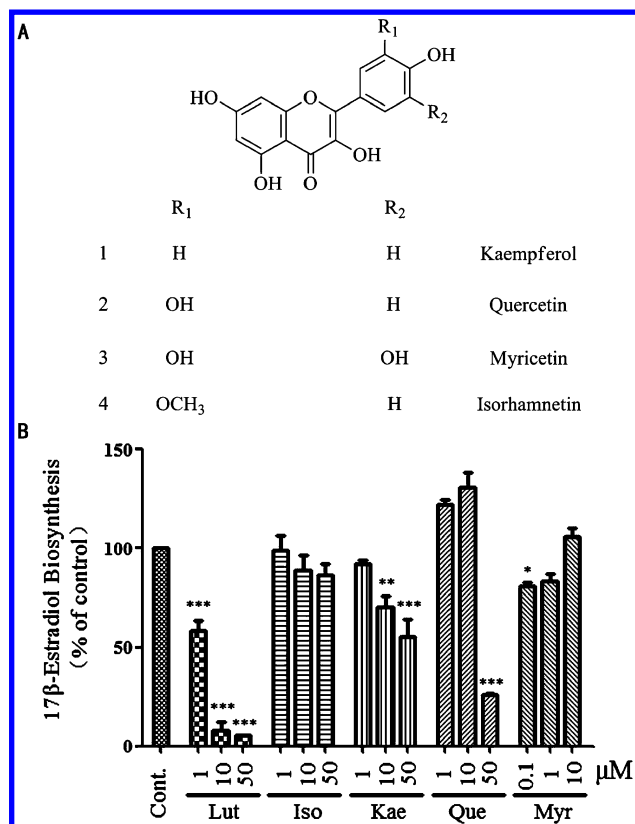 A
R1
OH
HO
O
R2
OH
OH
O
R1 R2
1 H H Kaempferol
2 OH H Quercetin
3 OH OH Myricetin
4 OCH3 H Isorhamnetin
B
17β-Estradiol Biosynthesis
(% of control)
150
100
50
0
***
***
***
**
***
***
*
Cont. 1 10 50 1 10 50 1 10 50 1 10 50 0.1 1 10 μM
Lut Iso Kae Que Myr